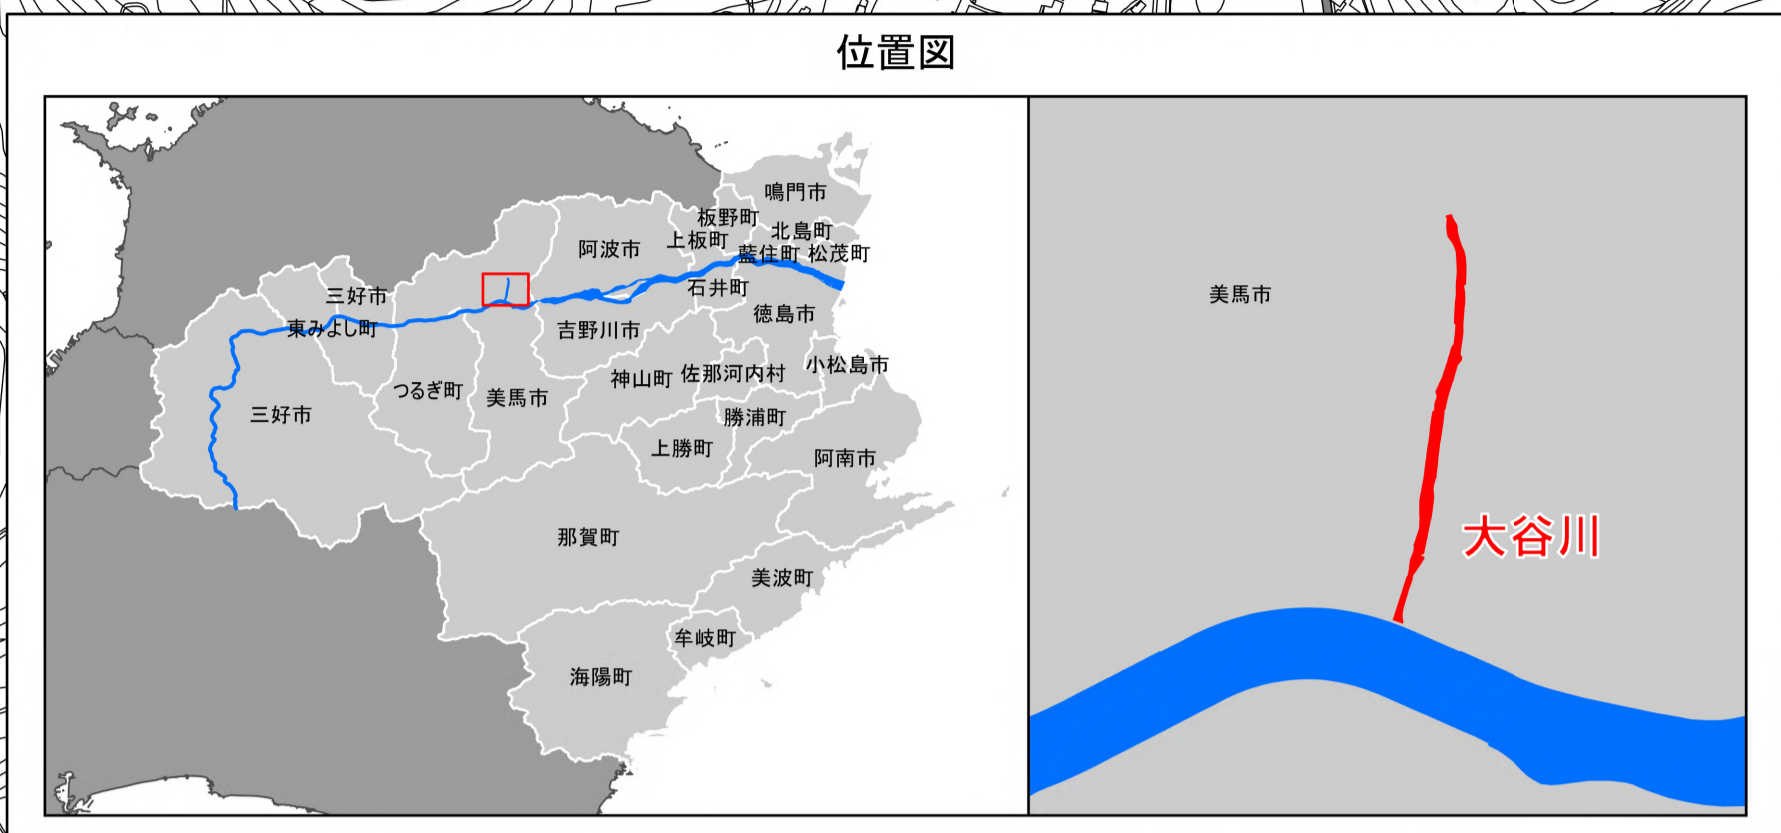 位置図
鳴門市
板野町
北島町
上板町
阿波市
藍住町
松茂町
石井町
三好市
徳島市
東みよし町
吉野川市
小松島市
佐那河内村
神山町
つるぎ町
美馬市
三好市
勝浦町
上勝町
阿南市
那賀町
美波町
牟岐町
海陽町
美馬市
大谷川